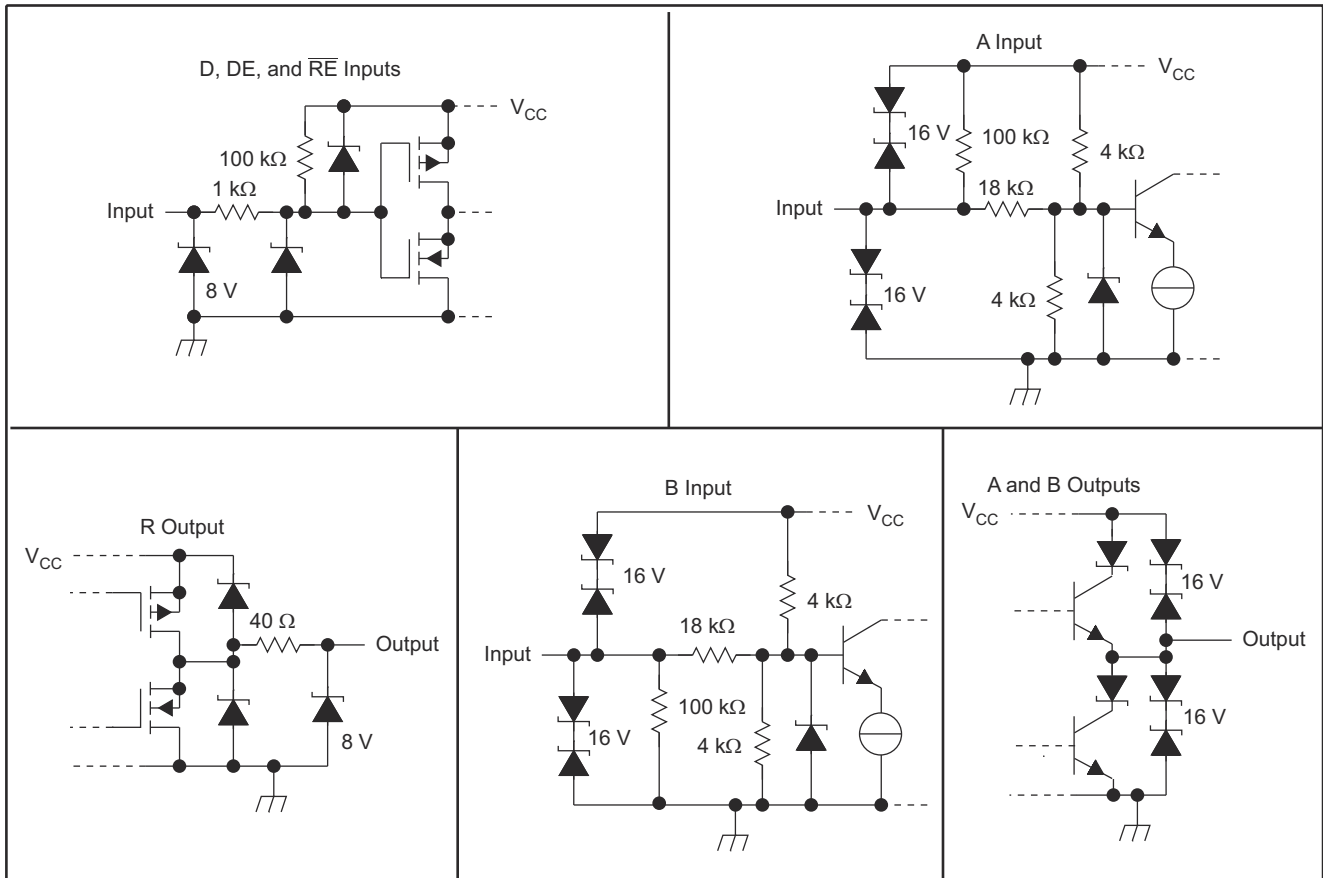 D, DE, and R̅E̅ Inputs
V_CC
100 kΩ
1 kΩ
Input
8 V
A Input
V_CC
16 V
100 kΩ
4 kΩ
18 kΩ
Input
16 V
4 kΩ
R Output
V_CC
40 Ω
Output
8 V
B Input
V_CC
16 V
4 kΩ
18 kΩ
Input
100 kΩ
16 V
4 kΩ
A and B Outputs
V_CC
16 V
Output
16 V